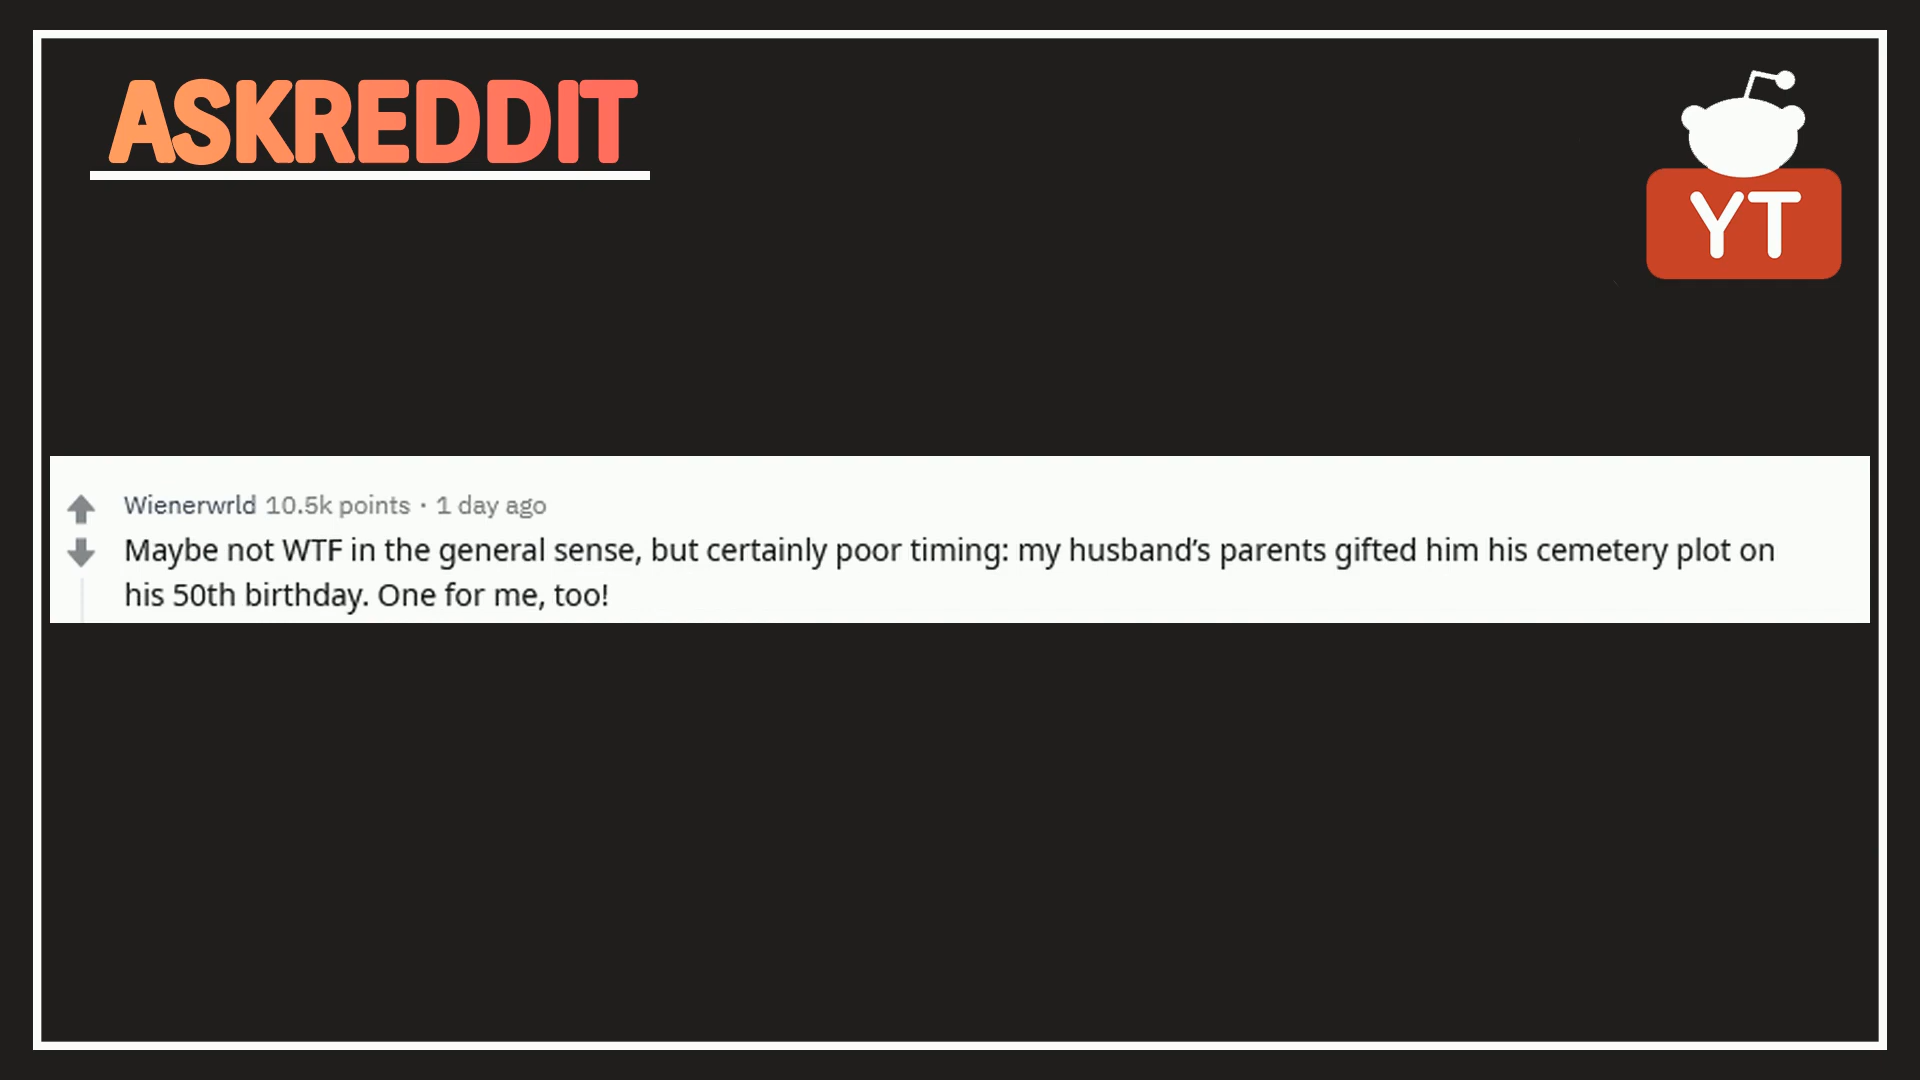 ASKREDDIT
YT
Wienerwrld 10.5k points · 1 day ago
Maybe not WTF in the general sense, but certainly poor timing: my husband’s parents gifted him his cemetery plot on
his 50th birthday. One for me, too!